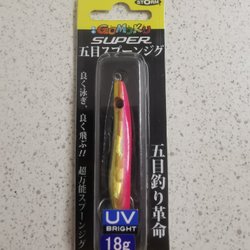 STORM
GOMOKU
SUPER
五目スプーンジグ
良く泳ぎ、良く飛ぶ!!
超万能スプーンジグ
五目釣り革命
UV
BRIGHT
18g